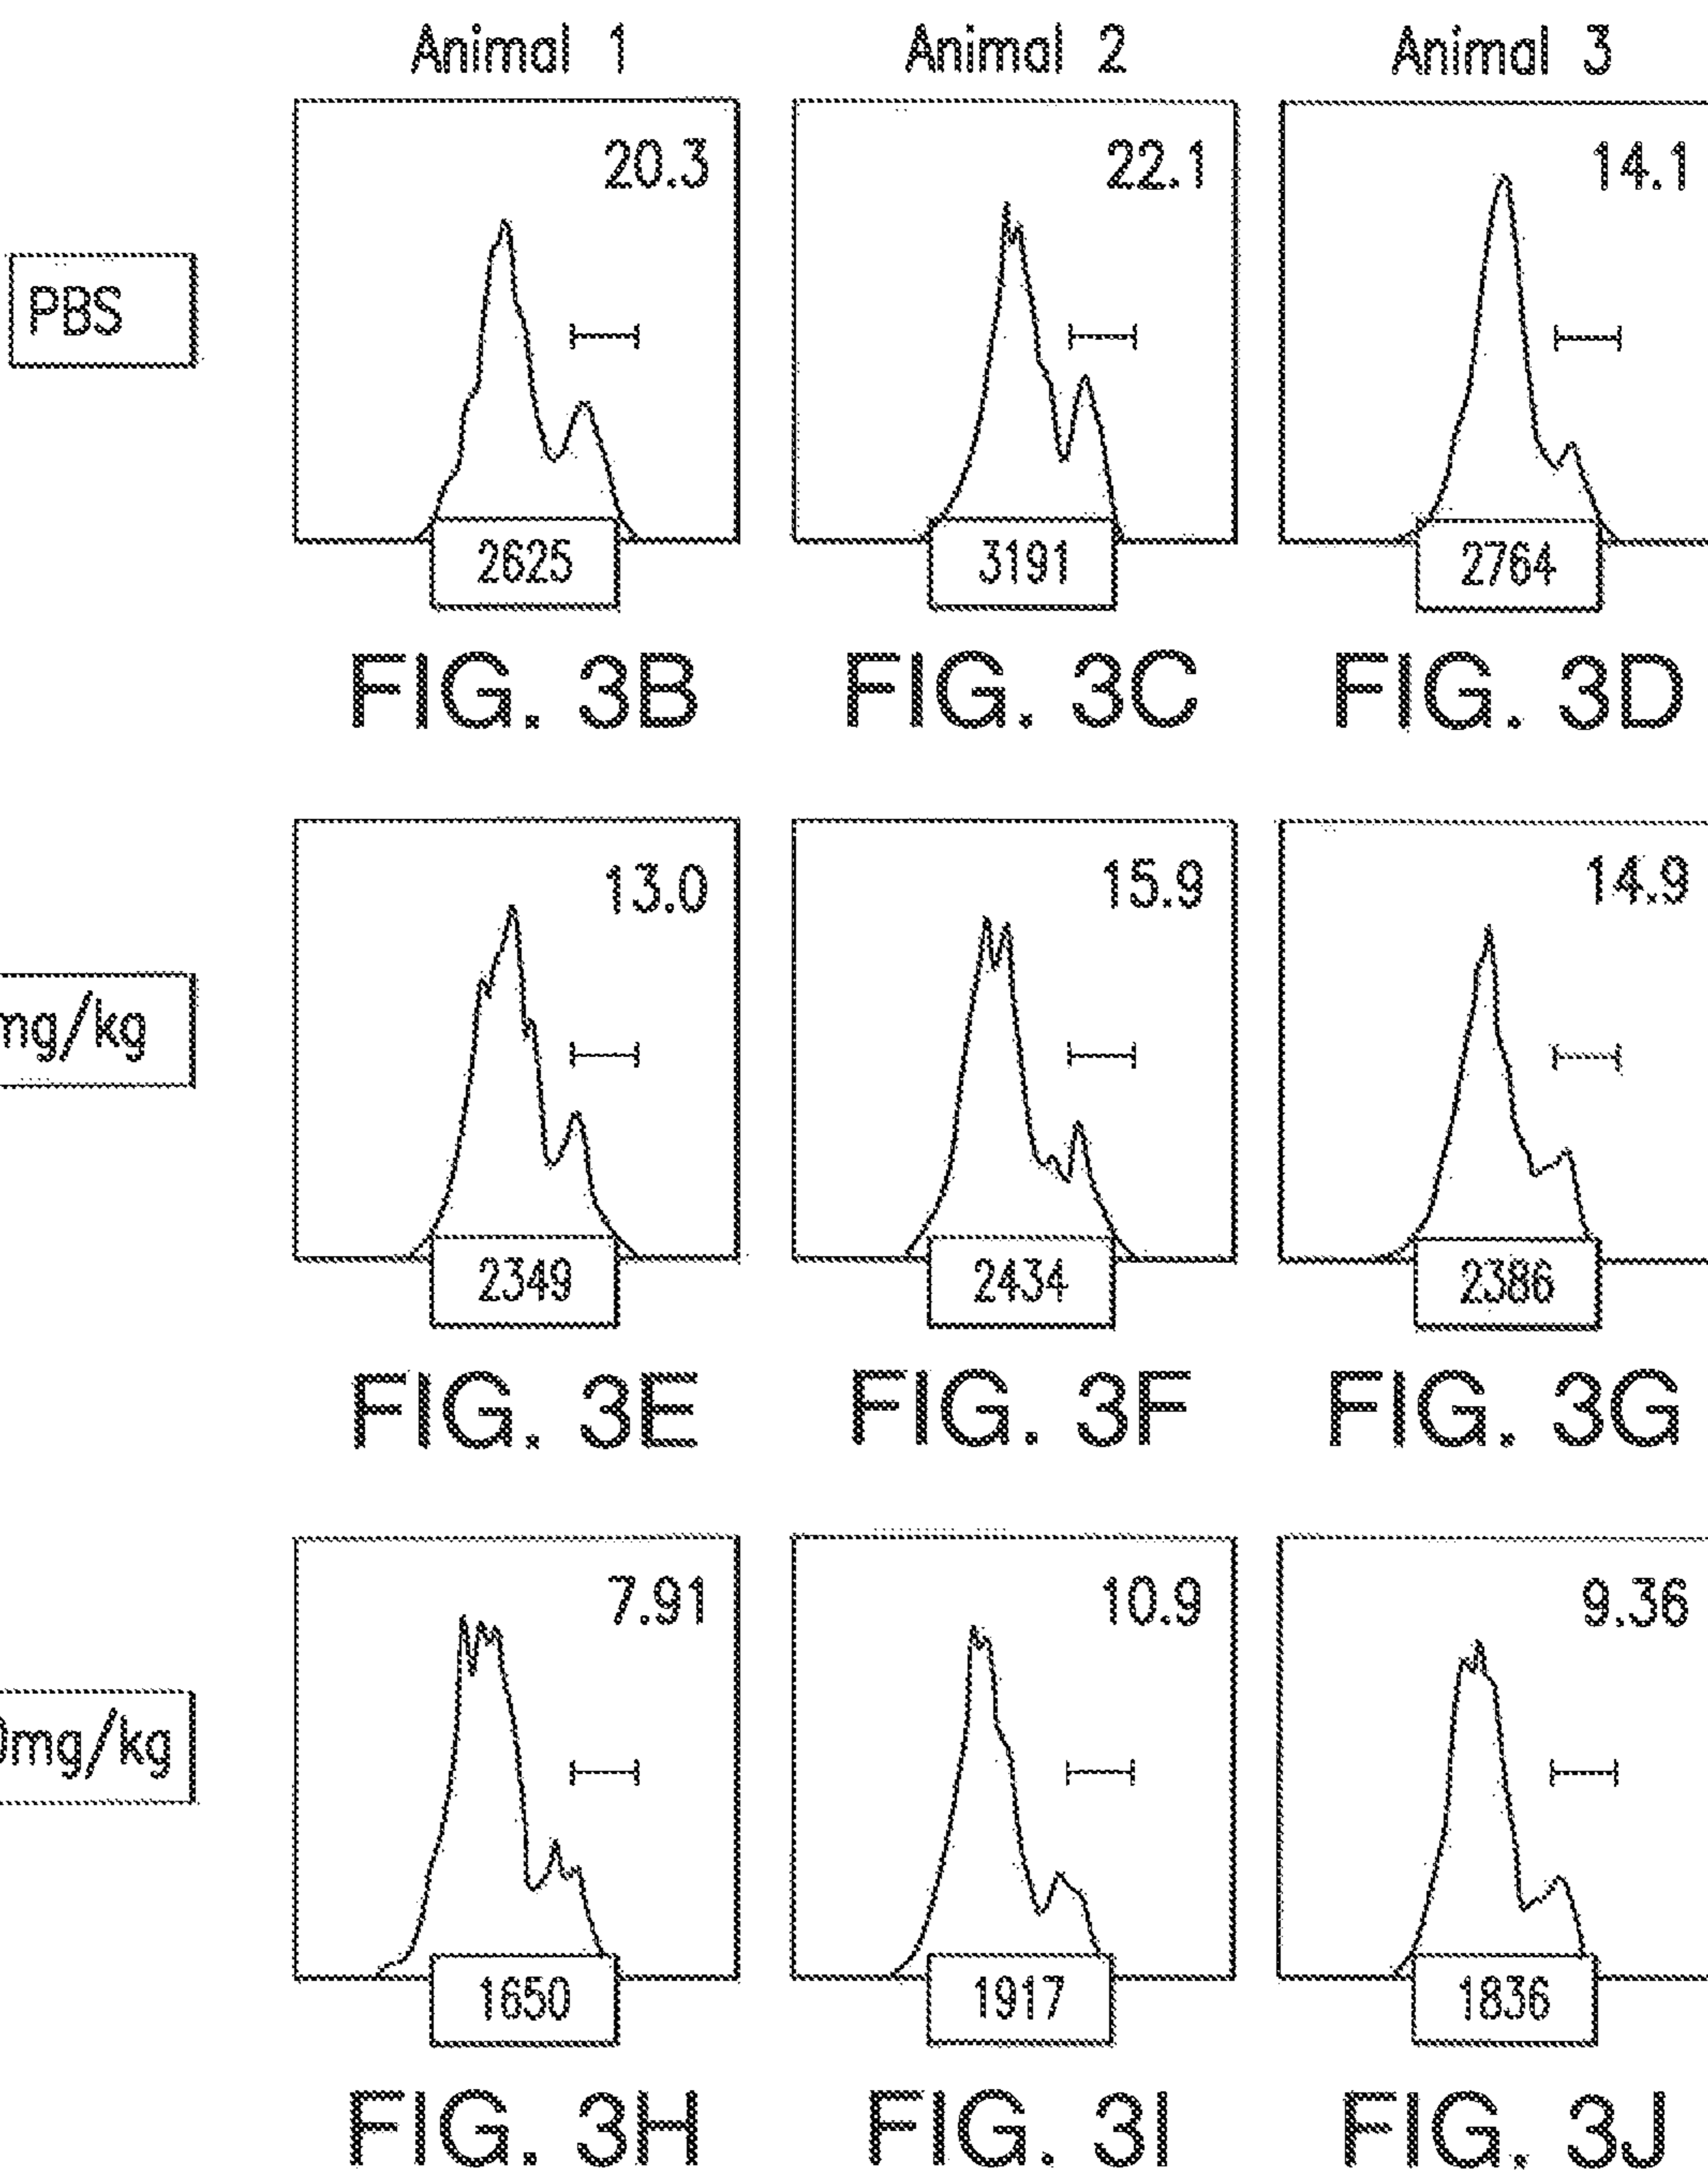 Animal 1 Animal 2 Animal 3
20.3 22.1 14.1
PBS
2625 3191 2764
FIG. 3B FIG. 3C FIG. 3D
13.0 15.9 14.9
mg/kg
2349 2434 2386
FIG. 3E FIG. 3F FIG. 3G
7.91 10.9 9.36
0mg/kg
1650 1917 1836
FIG. 3H FIG. 3I FIG. 3J